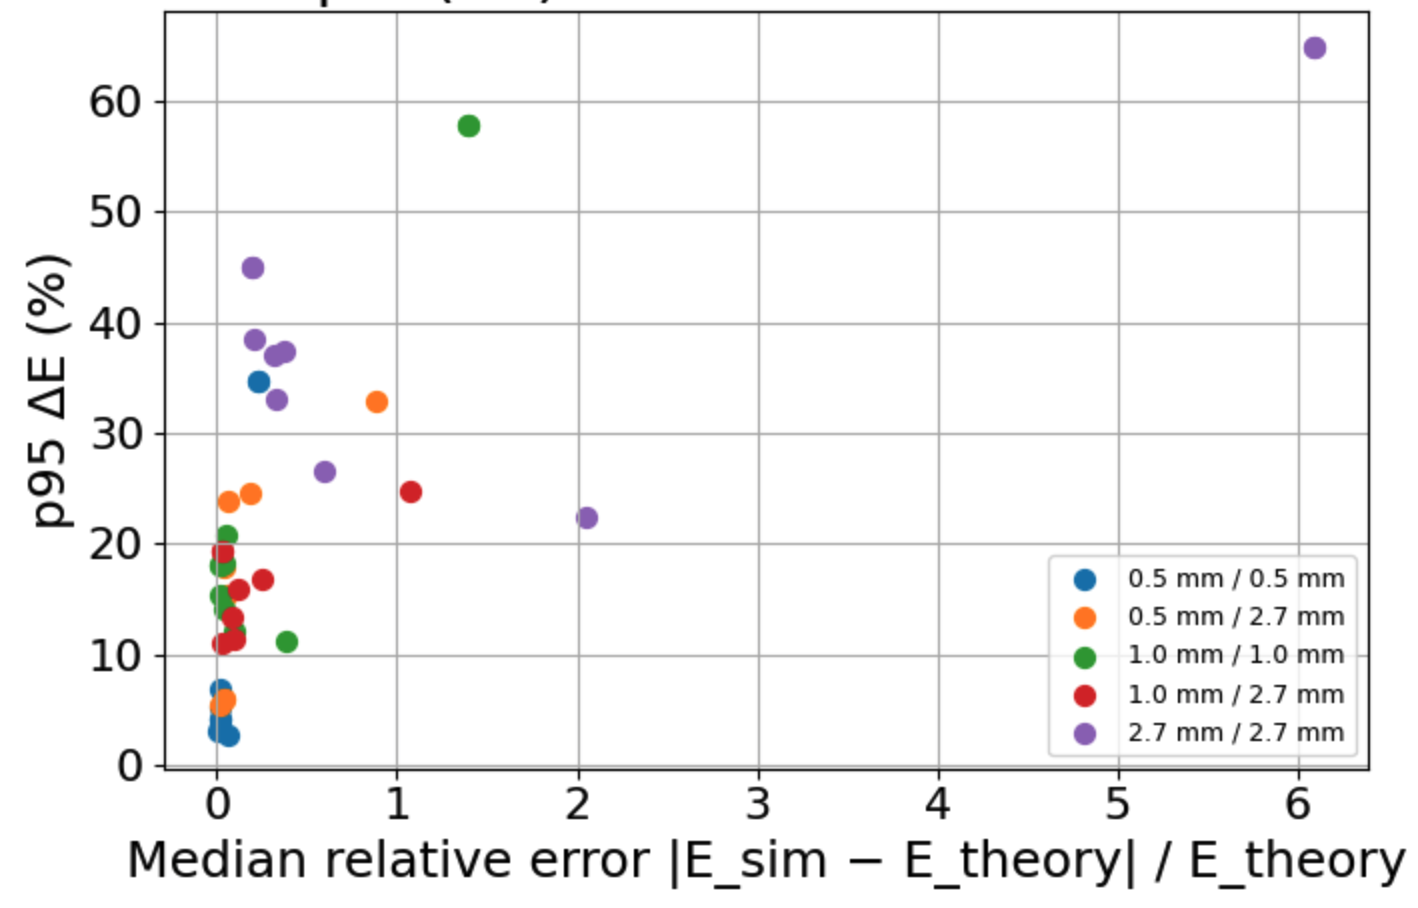 60
50
40
30
20
10
0
p95 ΔE (%)
0.5 mm / 0.5 mm
0.5 mm / 2.7 mm
1.0 mm / 1.0 mm
1.0 mm / 2.7 mm
2.7 mm / 2.7 mm
0 1 2 3 4 5 6
Median relative error |E_sim − E_theory| / E_theory